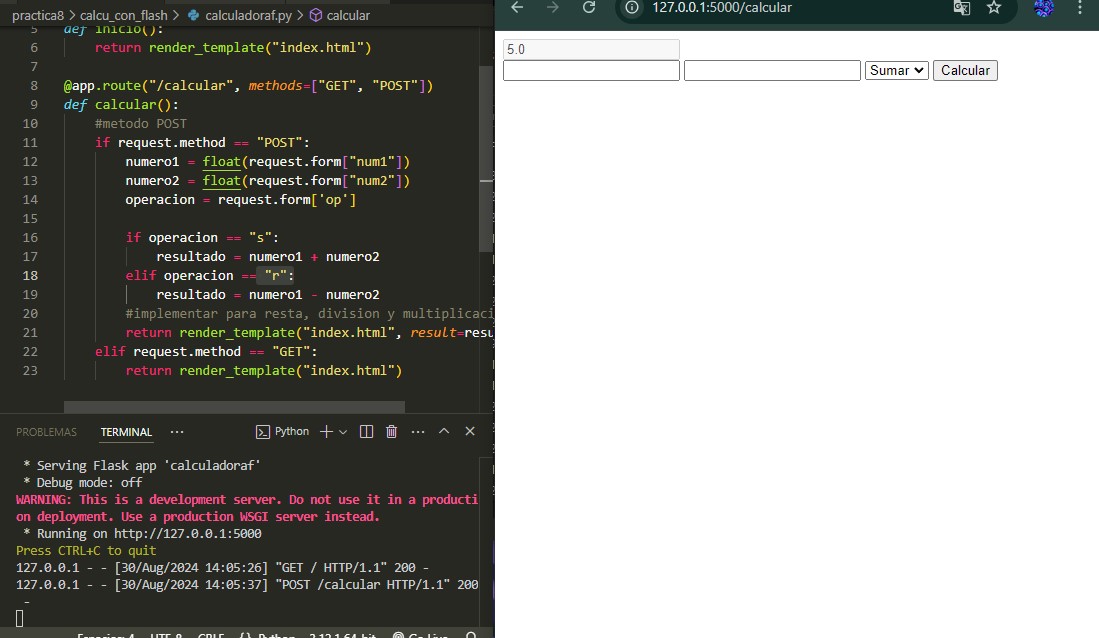 practica8 > calcu_con_flash > calculadoraf.py > calcular
5 def inicio():
6 return render_template("index.html")
7
8 @app.route("/calcular", methods=["GET", "POST"])
9 def calcular():
10 #metodo POST
11 if request.method == "POST":
12 numero1 = float(request.form["num1"])
13 numero2 = float(request.form["num2"])
14 operacion = request.form['op']
15
16 if operacion == "s":
17 resultado = numero1 + numero2
18 elif operacion == "r":
19 resultado = numero1 - numero2
20 #implementar para resta, division y multiplicaci
21 return render_template("index.html", result=resu
22 elif request.method == "GET":
23 return render_template("index.html")
PROBLEMAS TERMINAL ··· Python
* Serving Flask app 'calculadoraf'
* Debug mode: off
WARNING: This is a development server. Do not use it in a producti
on deployment. Use a production WSGI server instead.
* Running on http://127.0.0.1:5000
Press CTRL+C to quit
127.0.0.1 - - [30/Aug/2024 14:05:26] "GET / HTTP/1.1" 200 -
127.0.0.1 - - [30/Aug/2024 14:05:37] "POST /calcular HTTP/1.1" 200
-
Espacios: 4 UTF-8 CRLF {} Python 3.12.1 64-bit Go Live
127.0.0.1:5000/calcular
5.0
Sumar Calcular